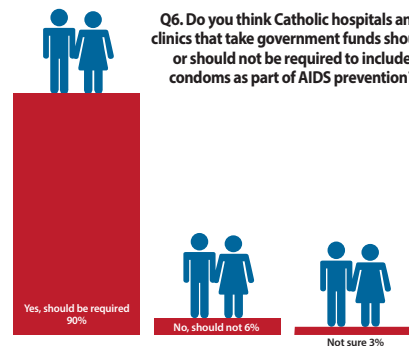 Q6. Do you think Catholic hospitals an
clinics that take government funds shou
or should not be required to include
condoms as part of AIDS prevention
Yes, should be required
90%
No, should not 6%
Not sure 3%